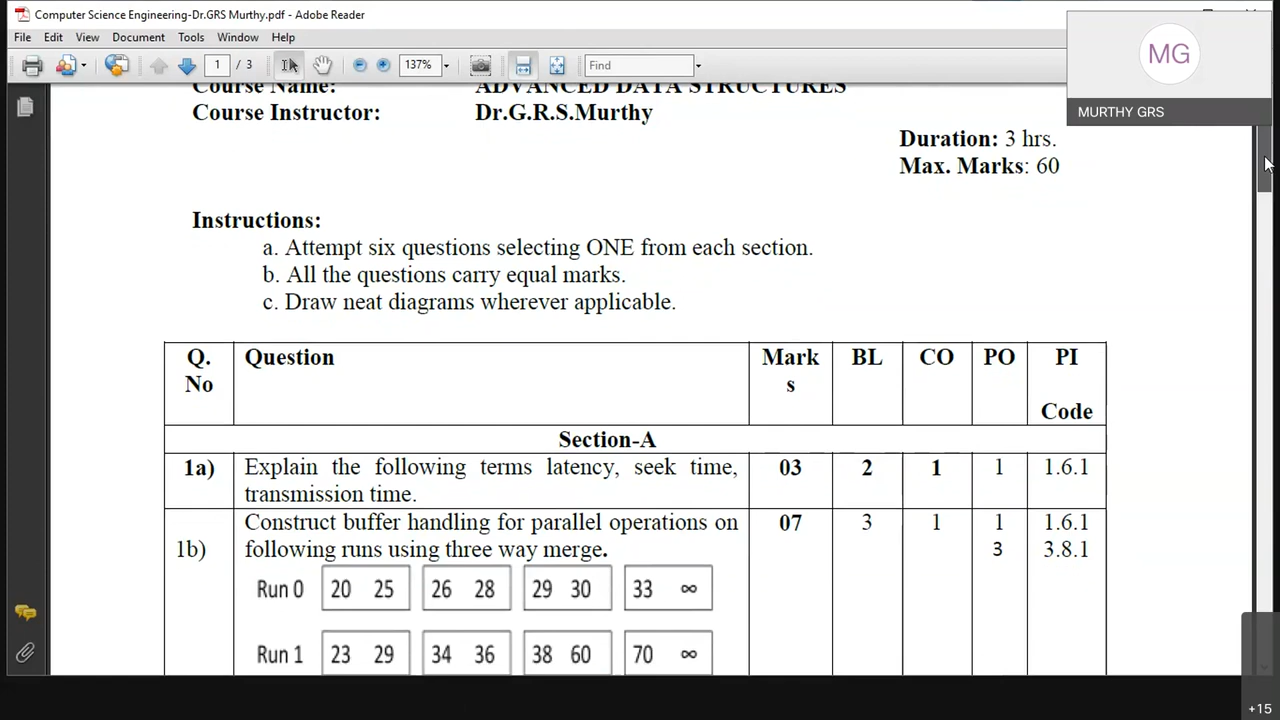 Computer Science Engineering-Dr.GRS Murthy.pdf - Adobe Reader
File Edit View Document Tools Window Help
1 / 3 137% Find
MG
MURTHY GRS
Course Name: ADVANCED DATA STRUCTURES
Course Instructor: Dr.G.R.S.Murthy
Duration: 3 hrs.
Max. Marks: 60
Instructions:
a. Attempt six questions selecting ONE from each section.
b. All the questions carry equal marks.
c. Draw neat diagrams wherever applicable.
Q. Question Mark BL CO PO PI
No s
Code
Section-A
1a) Explain the following terms latency, seek time, 03 2 1 1 1.6.1
transmission time.
Construct buffer handling for parallel operations on 07 3 1 1 1.6.1
1b) following runs using three way merge. 3 3.8.1
Run 0 20 25 26 28 29 30 33 ∞
Run 1 23 29 34 36 38 60 70 ∞
+15